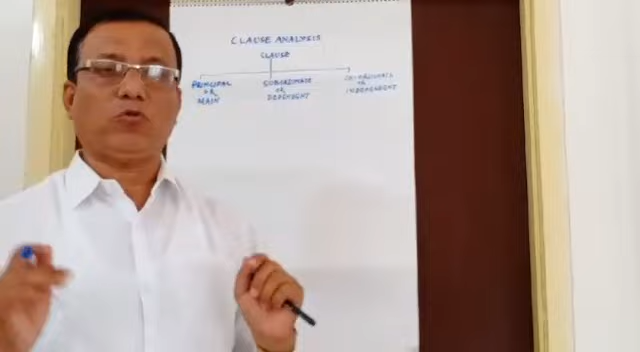 CLAUSE ANALYSIS
CLAUSE
PRINCIPAL SUBORDINATE CO-ORDINATE
OR OR OR
MAIN DEPENDENT INDEPENDENT